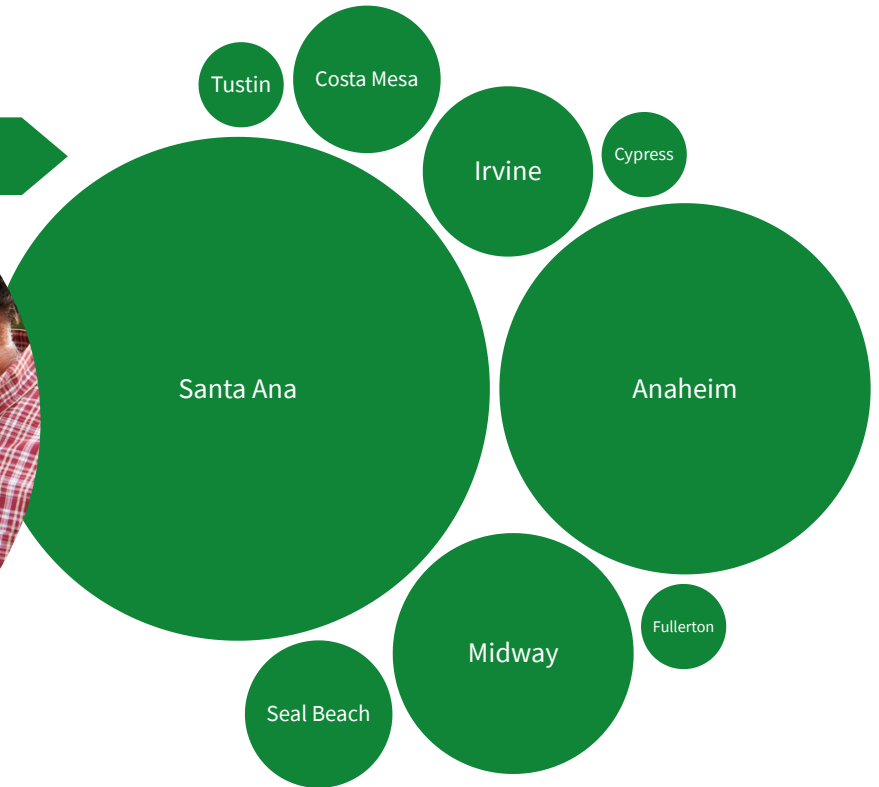 Tustin
Costa Mesa
Irvine
Cypress
Santa Ana
Anaheim
Midway
Fullerton
Seal Beach